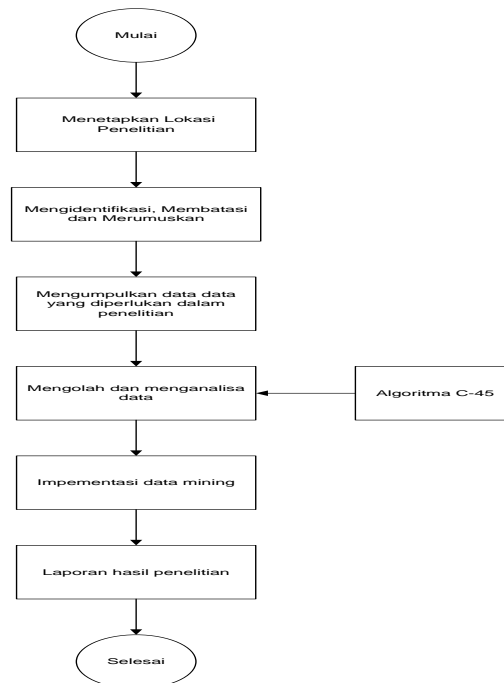 Mulai
Menetapkan Lokasi
Penelitian
Mengidentifikasi, Membatasi
dan Merumuskan
Mengumpulkan data data
yang diperlukan dalam
penelitian
Mengolah dan menganalisa
data
Algoritma C-45
Impementasi data mining
Laporan hasil penelitian
Selesai